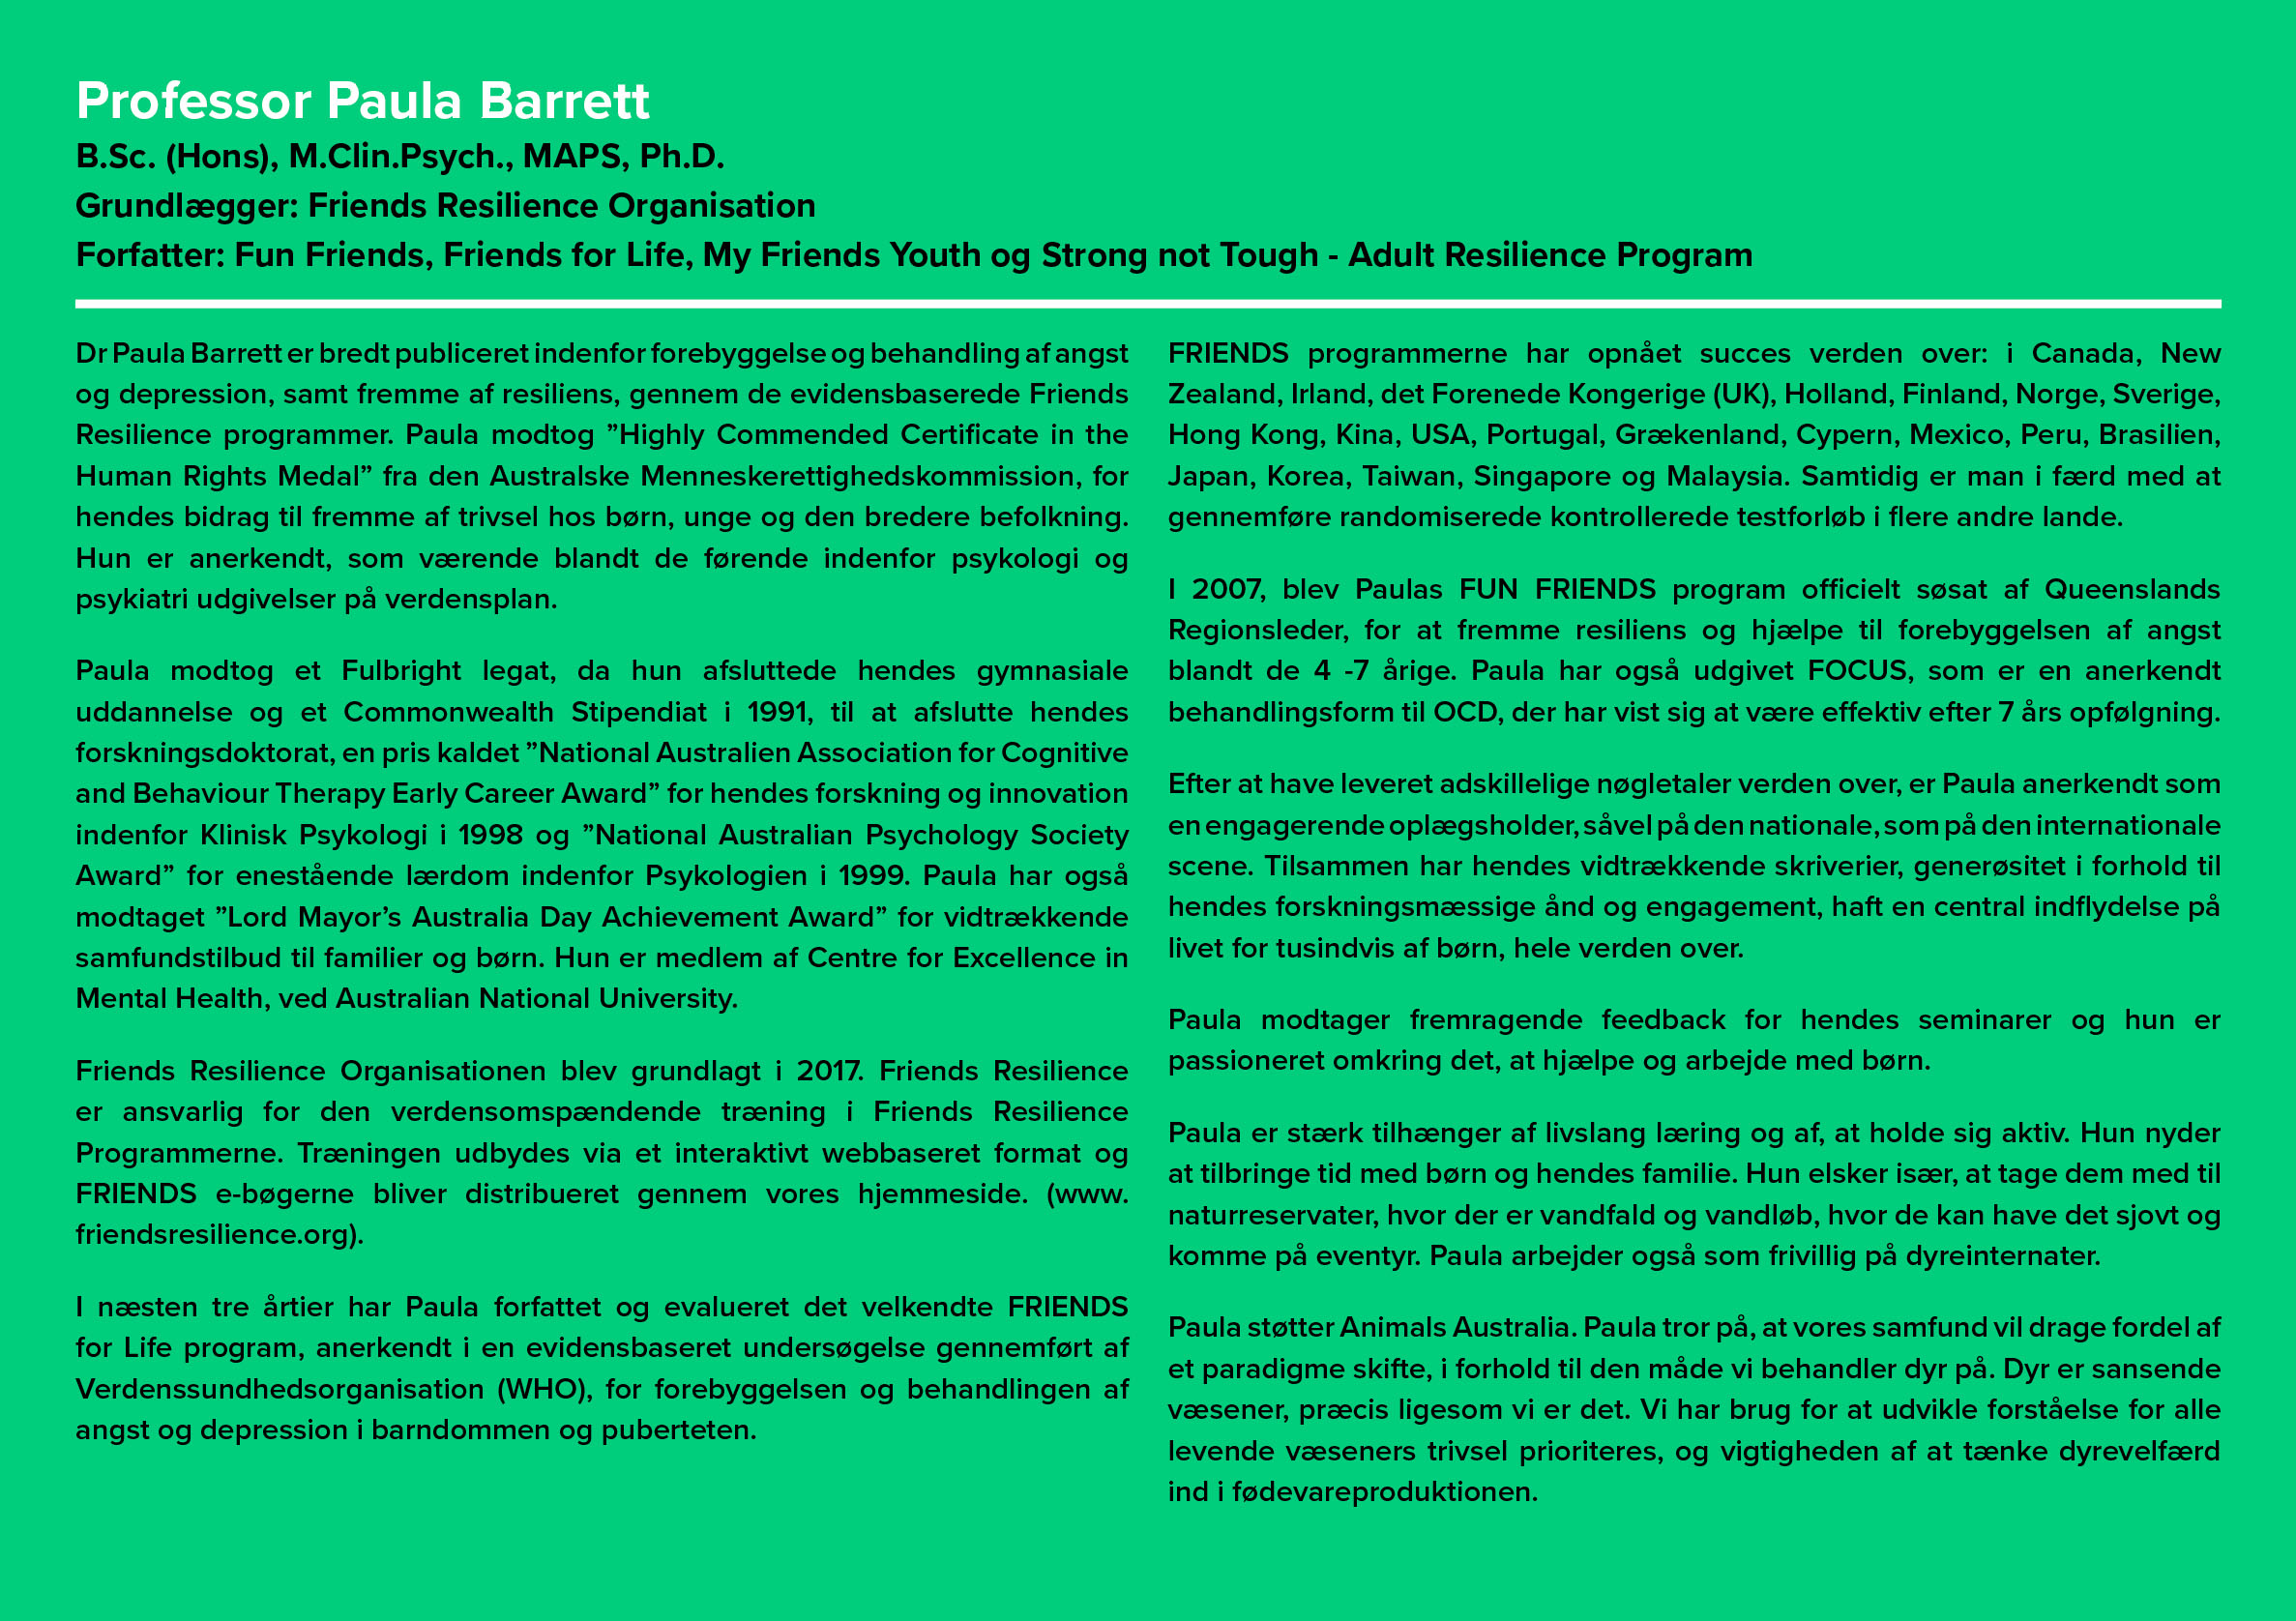 Professor Paula Barrett
B.Sc. (Hons), M.Clin.Psych., MAPS, Ph.D.
Grundlægger: Friends Resilience Organisation
Forfatter: Fun Friends, Friends for Life, My Friends Youth og Strong not Tough - Adult Resilience Program
Dr Paula Barrett er bredt publiceret indenfor forebyggelse og behandling af angst
og depression, samt fremme af resiliens, gennem de evidensbaserede Friends
Resilience programmer. Paula modtog ”Highly Commended Certificate in the
Human Rights Medal” fra den Australske Menneskerettighedskommission, for
hendes bidrag til fremme af trivsel hos børn, unge og den bredere befolkning.
Hun er anerkendt, som værende blandt de førende indenfor psykologi og
psykiatri udgivelser på verdensplan.
Paula modtog et Fulbright legat, da hun afsluttede hendes gymnasiale
uddannelse og et Commonwealth Stipendiat i 1991, til at afslutte hendes
forskningsdoktorat, en pris kaldet ”National Australien Association for Cognitive
and Behaviour Therapy Early Career Award” for hendes forskning og innovation
indenfor Klinisk Psykologi i 1998 og ”National Australian Psychology Society
Award” for enestående lærdom indenfor Psykologien i 1999. Paula har også
modtaget ”Lord Mayor’s Australia Day Achievement Award” for vidtrækkende
samfundstilbud til familier og børn. Hun er medlem af Centre for Excellence in
Mental Health, ved Australian National University.
Friends Resilience Organisationen blev grundlagt i 2017. Friends Resilience
er ansvarlig for den verdensomspændende træning i Friends Resilience
Programmerne. Træningen udbydes via et interaktivt webbaseret format og
FRIENDS e-bøgerne bliver distribueret gennem vores hjemmeside. (www.
friendsresilience.org).
I næsten tre årtier har Paula forfattet og evalueret det velkendte FRIENDS
for Life program, anerkendt i en evidensbaseret undersøgelse gennemført af
Verdenssundhedsorganisation (WHO), for forebyggelsen og behandlingen af
angst og depression i barndommen og puberteten.
FRIENDS programmerne har opnået succes verden over: i Canada, New
Zealand, Irland, det Forenede Kongerige (UK), Holland, Finland, Norge, Sverige,
Hong Kong, Kina, USA, Portugal, Grækenland, Cypern, Mexico, Peru, Brasilien,
Japan, Korea, Taiwan, Singapore og Malaysia. Samtidig er man i færd med at
gennemføre randomiserede kontrollerede testforløb i flere andre lande.
I 2007, blev Paulas FUN FRIENDS program officielt søsat af Queenslands
Regionsleder, for at fremme resiliens og hjælpe til forebyggelsen af angst
blandt de 4 -7 årige. Paula har også udgivet FOCUS, som er en anerkendt
behandlingsform til OCD, der har vist sig at være effektiv efter 7 års opfølgning.
Efter at have leveret adskillelige nøgletaler verden over, er Paula anerkendt som
en engagerende oplægsholder, såvel på den nationale, som på den internationale
scene. Tilsammen har hendes vidtrækkende skriverier, generøsitet i forhold til
hendes forskningsmæssige ånd og engagement, haft en central indflydelse på
livet for tusindvis af børn, hele verden over.
Paula modtager fremragende feedback for hendes seminarer og hun er
passioneret omkring det, at hjælpe og arbejde med børn.
Paula er stærk tilhænger af livslang læring og af, at holde sig aktiv. Hun nyder
at tilbringe tid med børn og hendes familie. Hun elsker især, at tage dem med til
naturreservater, hvor der er vandfald og vandløb, hvor de kan have det sjovt og
komme på eventyr. Paula arbejder også som frivillig på dyreinternater.
Paula støtter Animals Australia. Paula tror på, at vores samfund vil drage fordel af
et paradigme skifte, i forhold til den måde vi behandler dyr på. Dyr er sansende
væsener, præcis ligesom vi er det. Vi har brug for at udvikle forståelse for alle
levende væseners trivsel prioriteres, og vigtigheden af at tænke dyrevelfærd
ind i fødevareproduktionen.